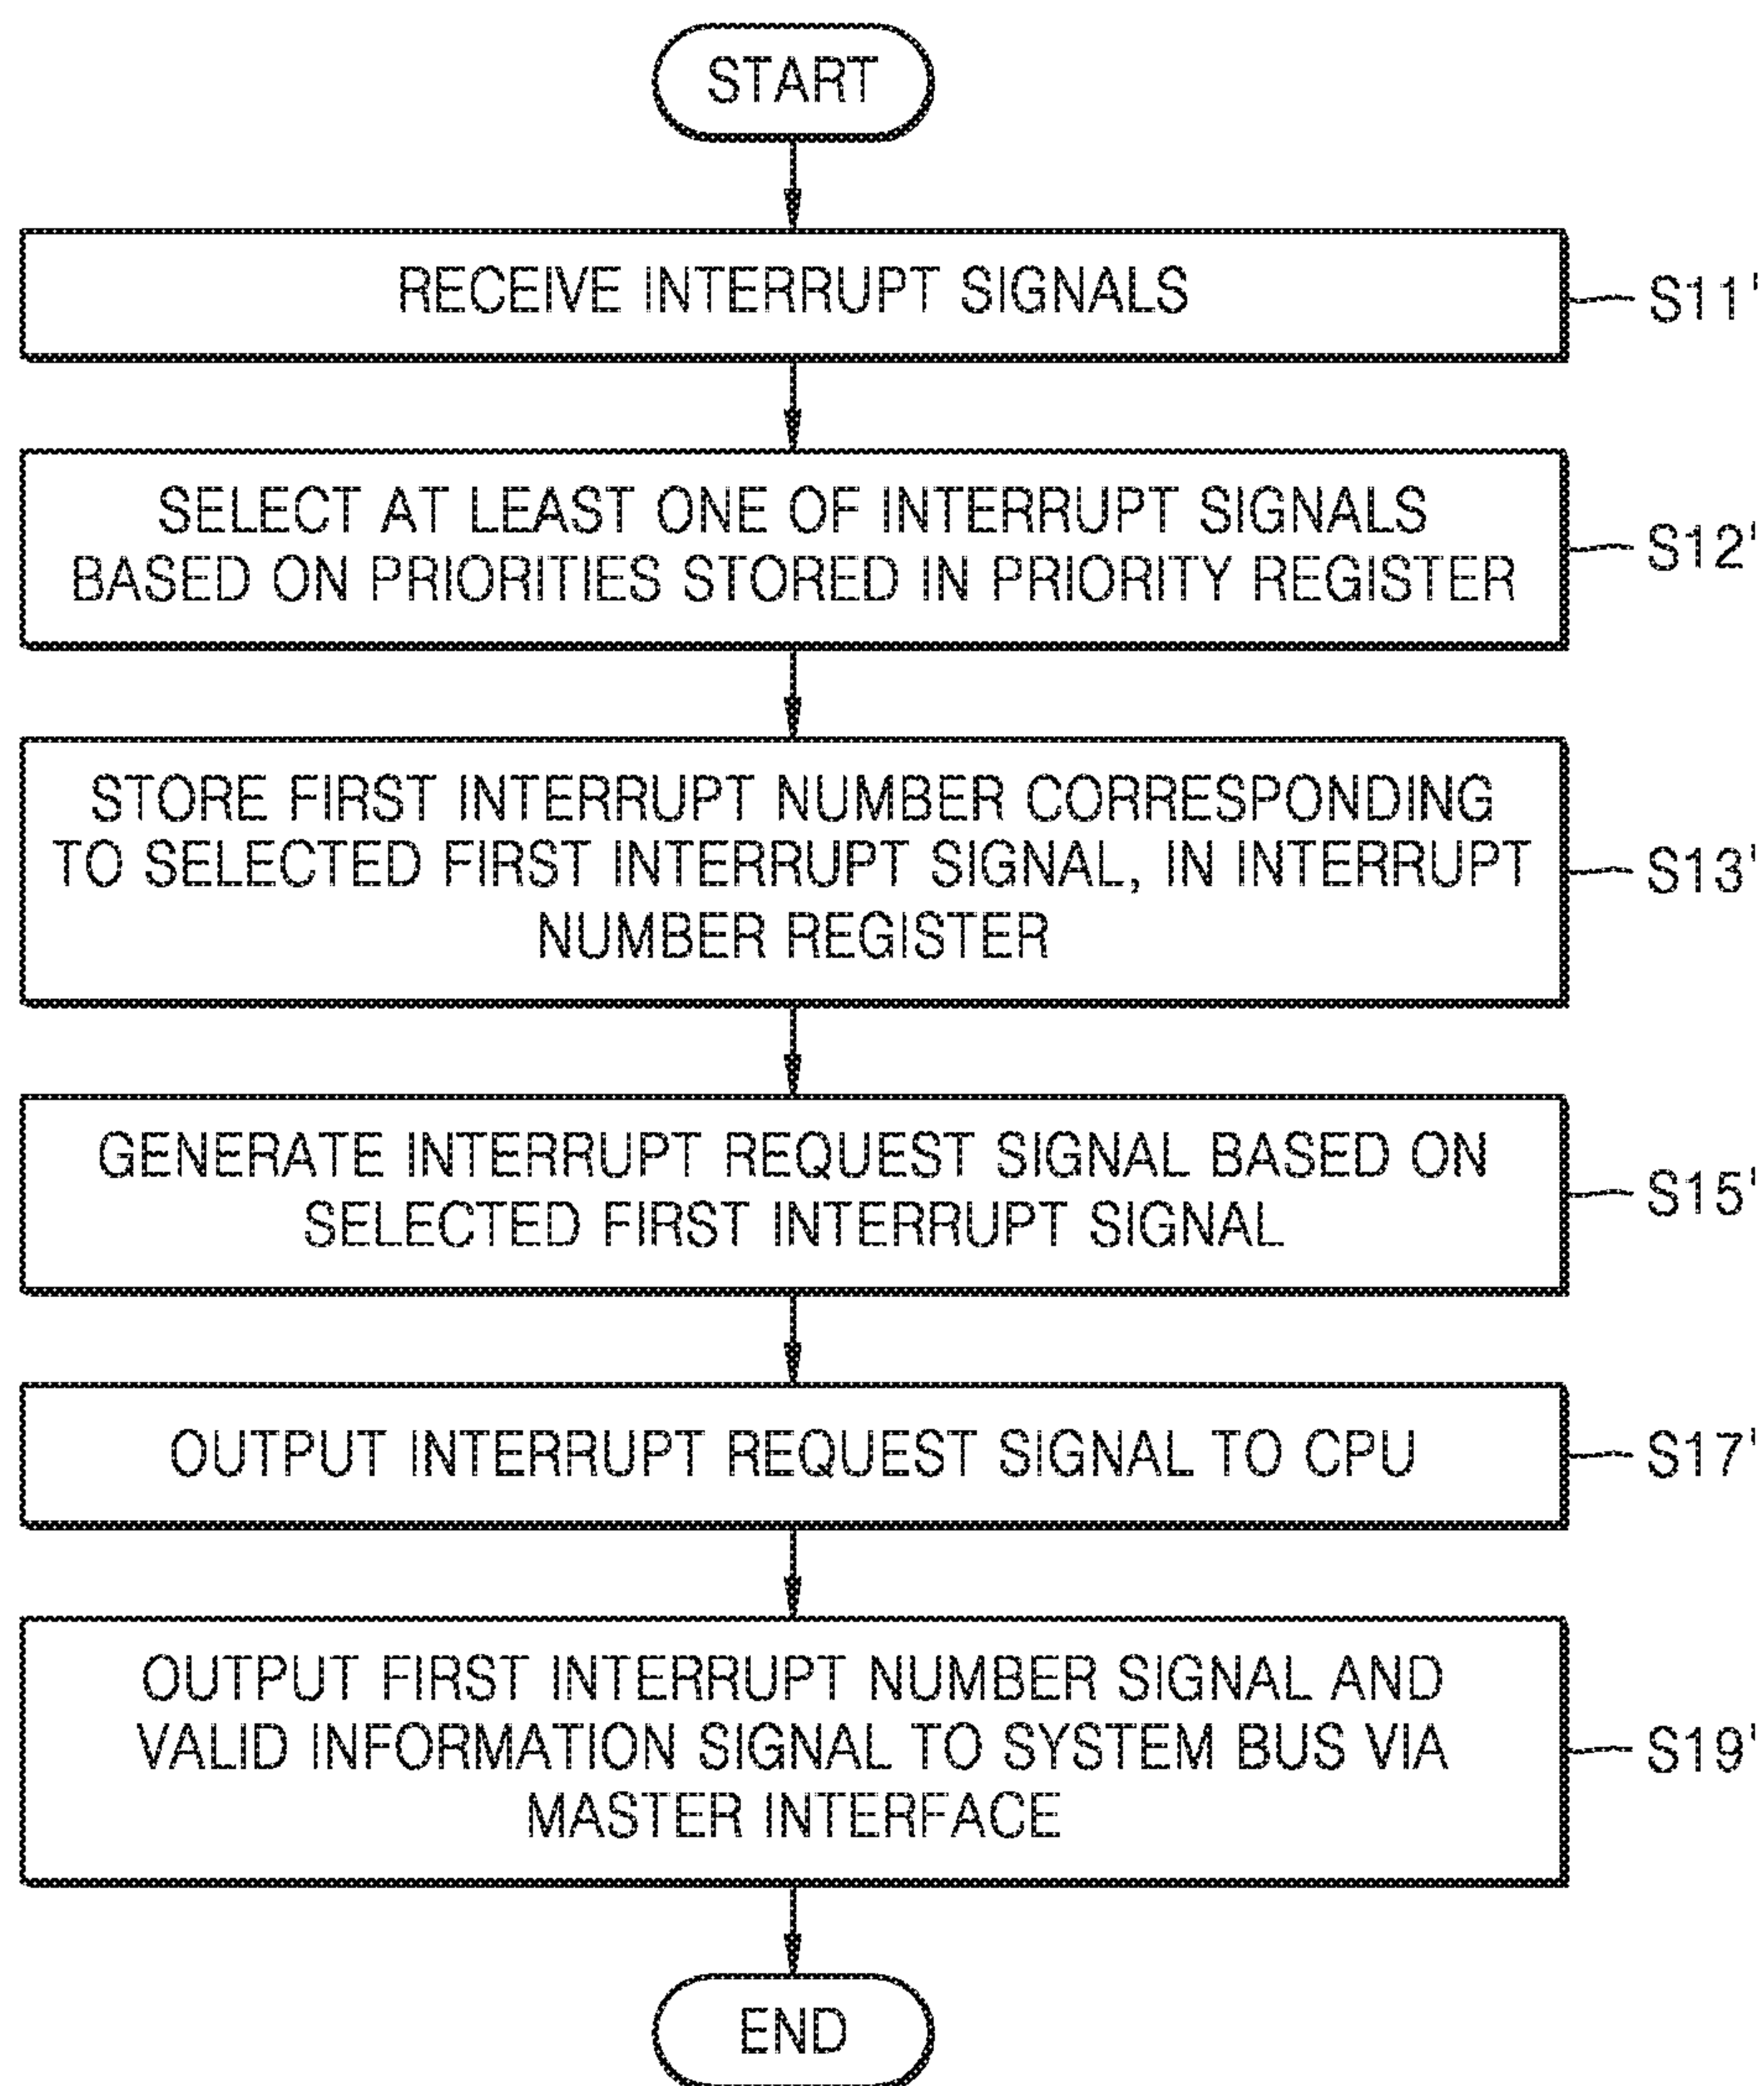 START
RECEIVE INTERRUPT SIGNALS
S11'
SELECT AT LEAST ONE OF INTERRUPT SIGNALS
BASED ON PRIORITIES STORED IN PRIORITY REGISTER
S12'
STORE FIRST INTERRUPT NUMBER CORRESPONDING
TO SELECTED FIRST INTERRUPT SIGNAL, IN INTERRUPT
NUMBER REGISTER
S13'
GENERATE INTERRUPT REQUEST SIGNAL BASED ON
SELECTED FIRST INTERRUPT SIGNAL
S15'
OUTPUT INTERRUPT REQUEST SIGNAL TO CPU
S17'
OUTPUT FIRST INTERRUPT NUMBER SIGNAL AND
VALID INFORMATION SIGNAL TO SYSTEM BUS VIA
MASTER INTERFACE
S19'
END